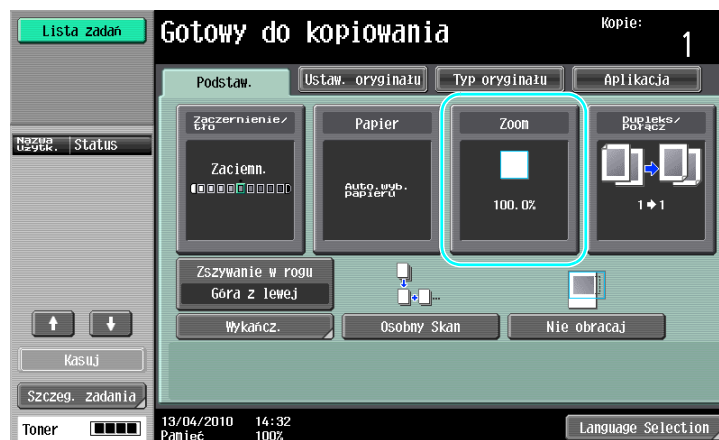 Lista zadań
Gotowy do kopiowania
Kopie:
1
Podstaw.
Ustaw. oryginału
Typ oryginału
Aplikacja
Nazwa
Użytk.
Status
Zaczernienie/
tło
Zaciemn.
Papier
Auto.wyb.
papieru
Zoom
100.0%
Dupleks/
Połącz
1➜1
Zszywanie w rogu
Góra z lewej
Wykańcz.
Osobny Skan
Nie obracaj
Kasuj
Szczeg. zadania
Toner
13/04/2010 14:32
Pamięć 100%
Language Selection